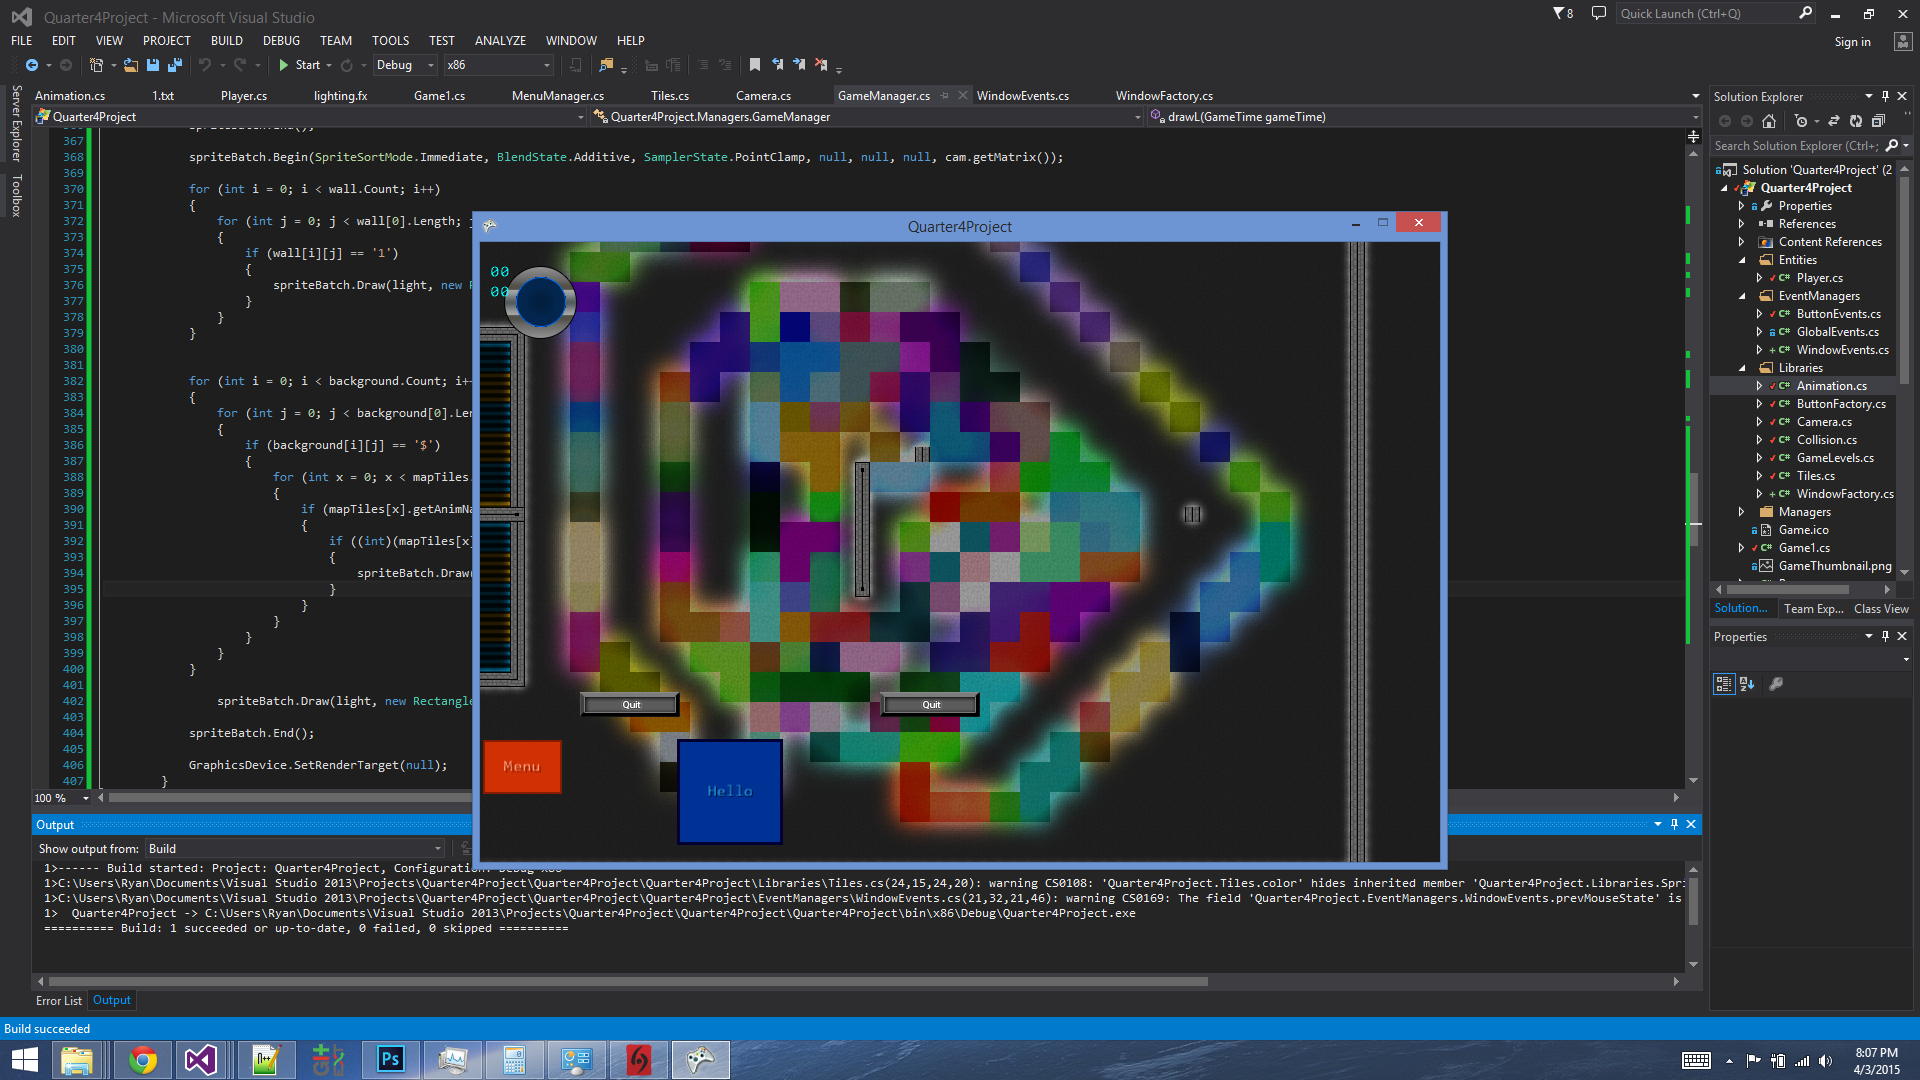 Quarter4Project - Microsoft Visual Studio
8
Quick Launch (Ctrl+Q)
FILE EDIT VIEW PROJECT BUILD DEBUG TEAM TOOLS TEST ANALYZE WINDOW HELP
Sign in
Start Debug x86
Server Explorer
Toolbox
Animation.cs 1.txt Player.cs lighting.fx Game1.cs MenuManager.cs Tiles.cs Camera.cs GameManager.cs WindowEvents.cs WindowFactory.cs
Quarter4Project Quarter4Project.Managers.GameManager drawL(GameTime gameTime)
367
368 spriteBatch.Begin(SpriteSortMode.Immediate, BlendState.Additive, SamplerState.PointClamp, null, null, null, cam.getMatrix());
369
370 for (int i = 0; i < wall.Count; i++)
371 {
372 for (int j = 0; j < wall[0].Length;
373 {
374 if (wall[i][j] == '1')
375 {
376 spriteBatch.Draw(light, new
377 }
378 }
379 }
380
381
382 for (int i = 0; i < background.Count; i++
383 {
384 for (int j = 0; j < background[0].Len
385 {
386 if (background[i][j] == '$')
387 {
388 for (int x = 0; x < mapTiles.
389 {
390 if (mapTiles[x].getAnimNa
391 {
392 if ((int)(mapTiles[x]
393 {
394 spriteBatch.Draw(
395 }
396 }
397 }
398 }
399 }
400 }
401
402 spriteBatch.Draw(light, new Rectangle
403
404 spriteBatch.End();
405
406 GraphicsDevice.SetRenderTarget(null);
407 }
100 %
Quarter4Project
00
00
Quit
Quit
Menu
Hello
Solution Explorer
Search Solution Explorer (Ctrl+;
Solution 'Quarter4Project' (2
Quarter4Project
Properties
References
Content References
Entities
Player.cs
EventManagers
ButtonEvents.cs
GlobalEvents.cs
WindowEvents.cs
Libraries
Animation.cs
ButtonFactory.cs
Camera.cs
Collision.cs
GameLevels.cs
Tiles.cs
WindowFactory.cs
Managers
Game.ico
Game1.cs
GameThumbnail.png
Solution... Team Exp... Class View
Properties
Output
Show output from: Build
1>------ Build started: Project: Quarter4Project, Configuration: Debug x86
1>C:\Users\Ryan\Documents\Visual Studio 2013\Projects\Quarter4Project\Quarter4Project\Quarter4Project\Libraries\Tiles.cs(24,15,24,20): warning CS0108: 'Quarter4Project.Tiles.color' hides inherited member 'Quarter4Project.Libraries.Spri
1>C:\Users\Ryan\Documents\Visual Studio 2013\Projects\Quarter4Project\Quarter4Project\Quarter4Project\EventManagers\WindowEvents.cs(21,32,21,46): warning CS0169: The field 'Quarter4Project.EventManagers.WindowEvents.prevMouseState' is
1> Quarter4Project -> C:\Users\Ryan\Documents\Visual Studio 2013\Projects\Quarter4Project\Quarter4Project\Quarter4Project\bin\x86\Debug\Quarter4Project.exe
========== Build: 1 succeeded or up-to-date, 0 failed, 0 skipped ==========
Error List Output
Build succeeded
Ps
8:07 PM
4/3/2015